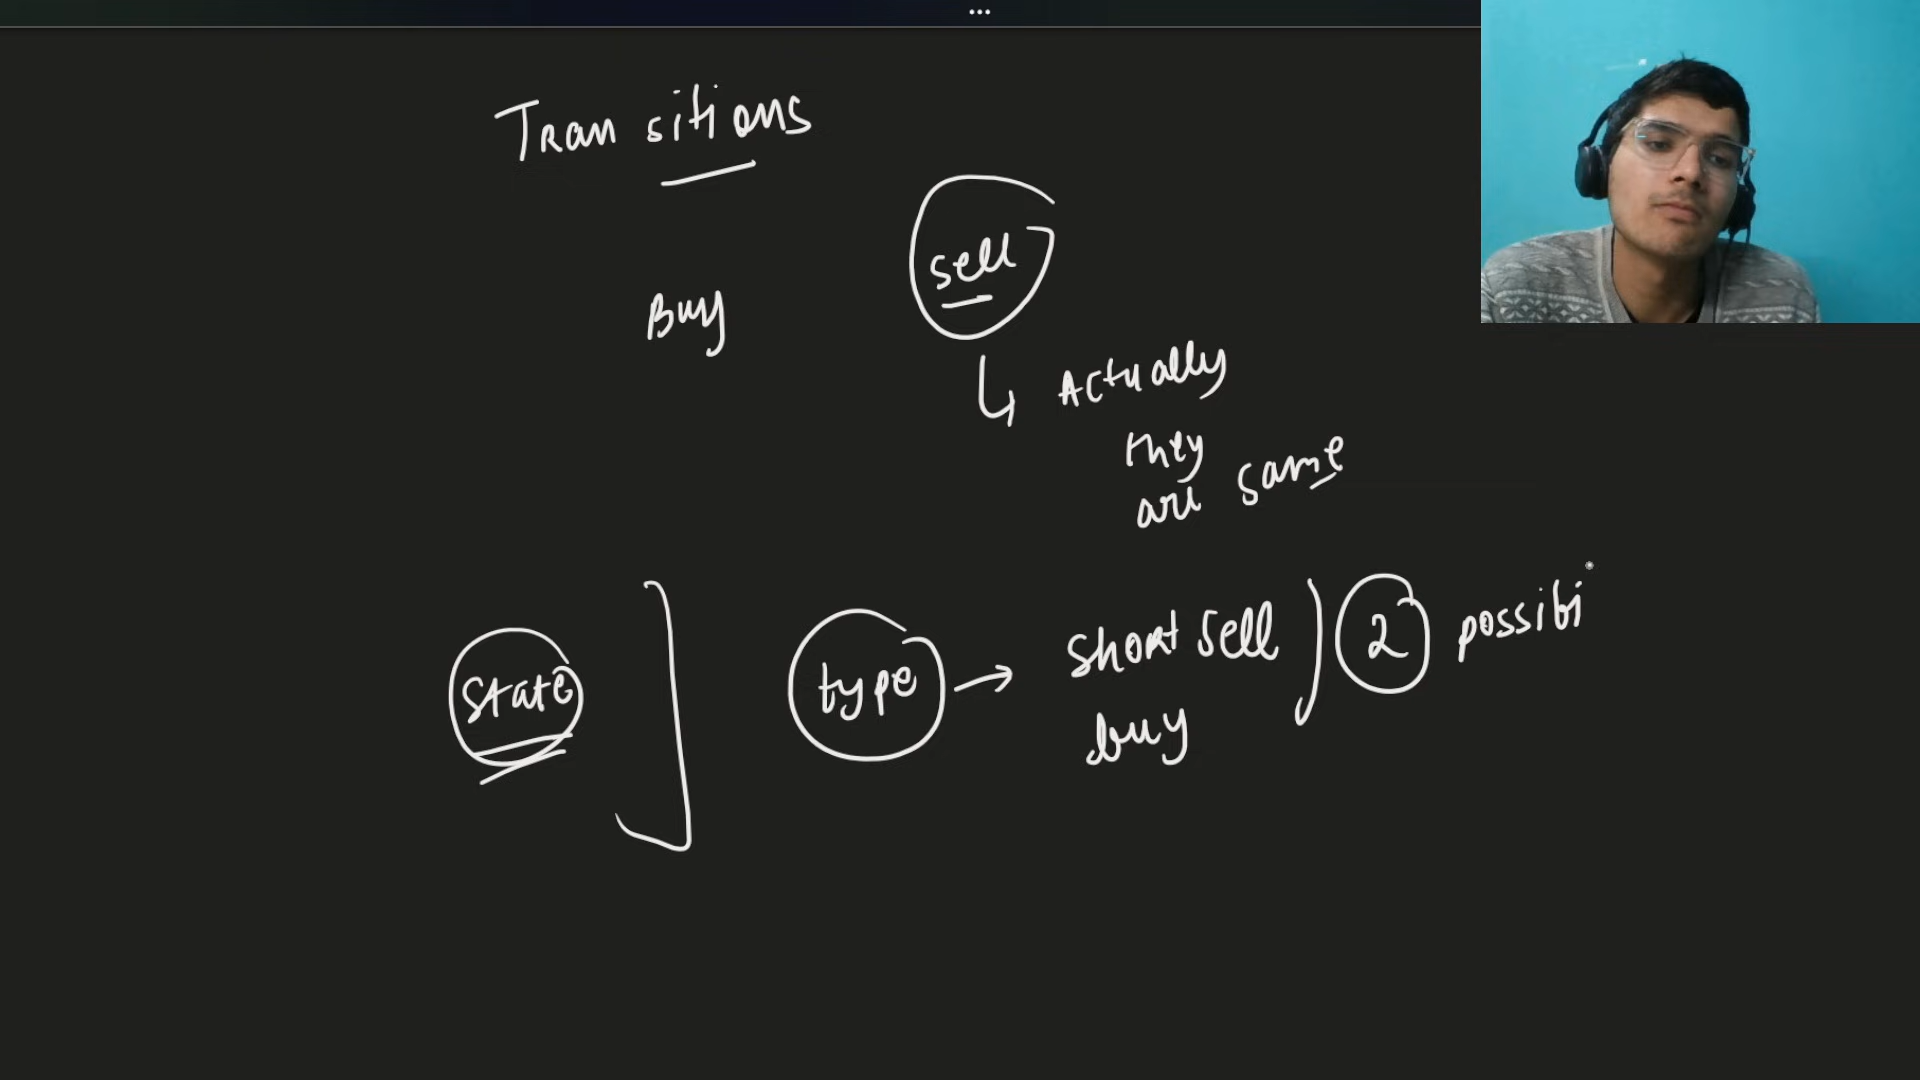 ...
Transitions
sell
Buy
Actually
they
are same
state
type → short sell 2 possibi
buy